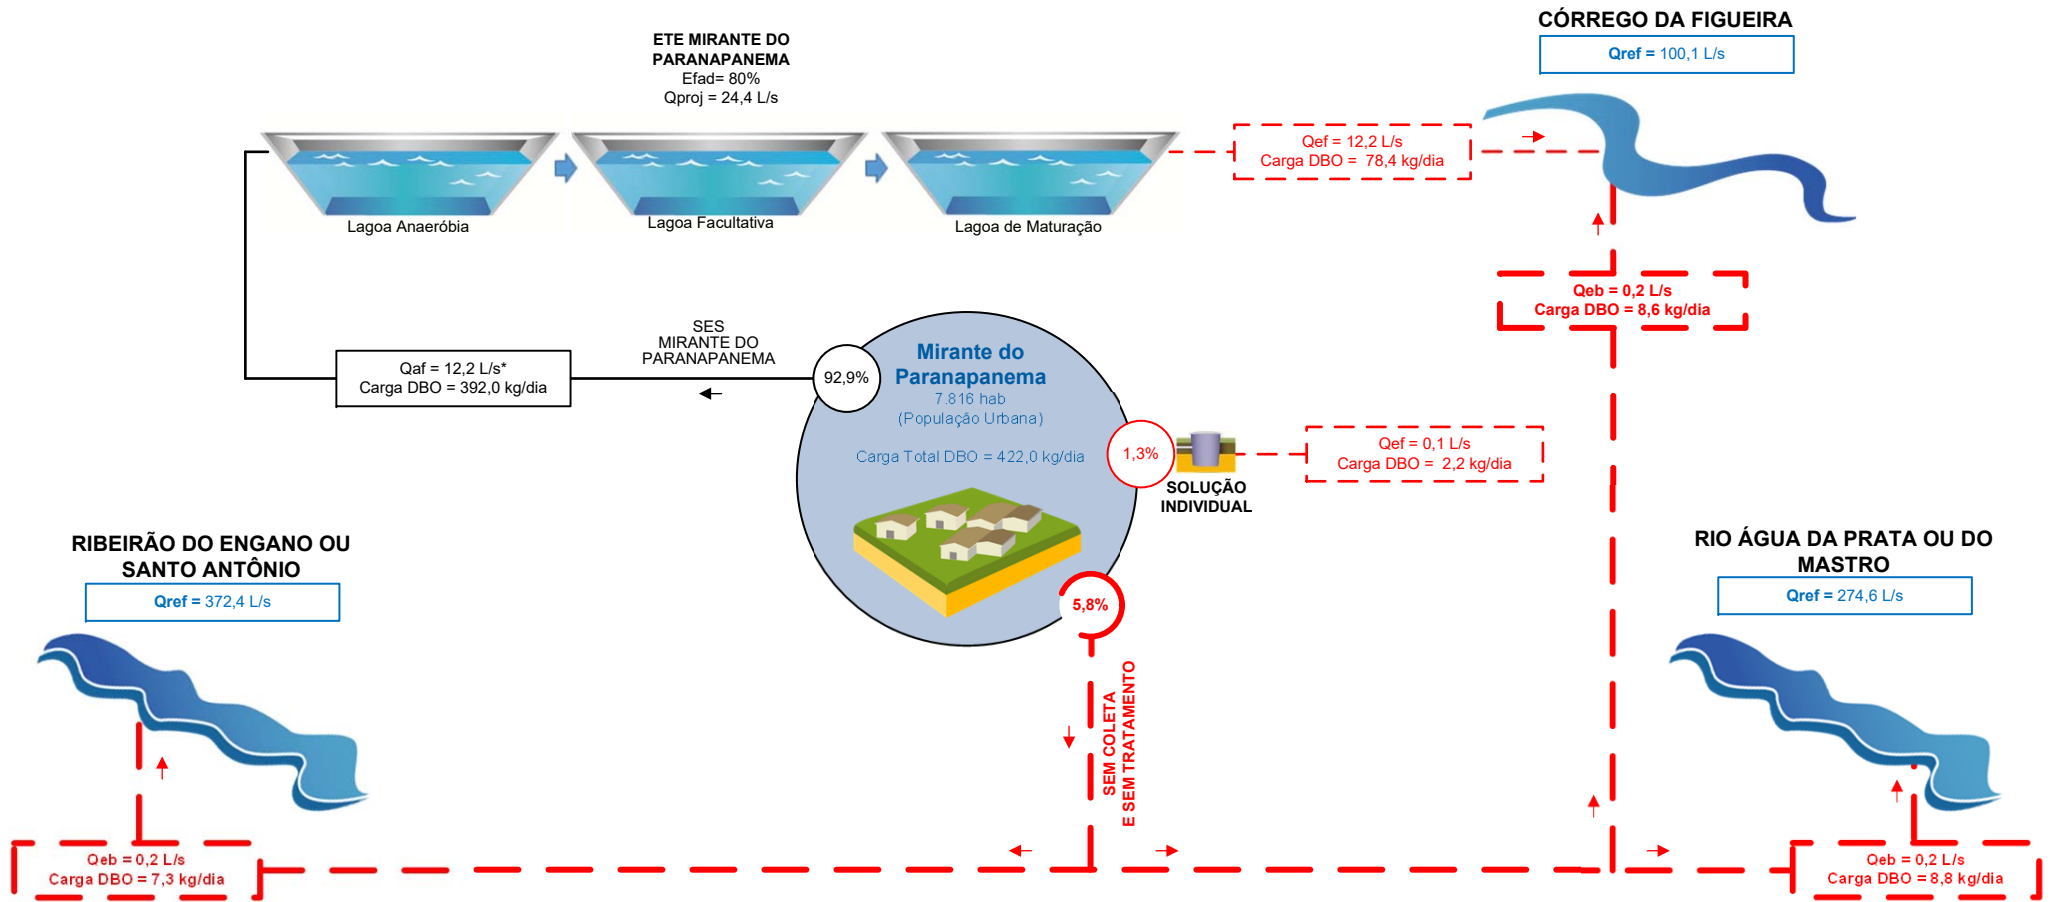 CÓRREGO DA FIGUEIRA
Qref = 100,1 L/s
ETE MIRANTE DO
PARANAPANEMA
Efad= 80%
Qproj = 24,4 L/s
Qef = 12,2 L/s
Carga DBO =  78,4 kg/dia
Lagoa Anaeróbia
Lagoa Facultativa
Lagoa de Maturação
Qeb = 0,2 L/s
Carga DBO = 8,6 kg/dia
SES
MIRANTE DO
PARANAPANEMA
Qaf = 12,2 L/s*
Carga DBO = 392,0 kg/dia
92,9%
Mirante do
Paranapanema
7.816 hab
(População Urbana)
Carga Total DBO = 422,0 kg/dia
1,3%
SOLUÇÃO
INDIVIDUAL
Qef = 0,1 L/s
Carga DBO =  2,2 kg/dia
RIBEIRÃO DO ENGANO OU
SANTO ANTÔNIO
Qref = 372,4 L/s
RIO ÁGUA DA PRATA OU DO
MASTRO
Qref = 274,6 L/s
5,8%
SEM COLETA
E SEM TRATAMENTO
Qeb = 0,2 L/s
Carga DBO = 7,3 kg/dia
Qeb = 0,2 L/s
Carga DBO = 8,8 kg/dia